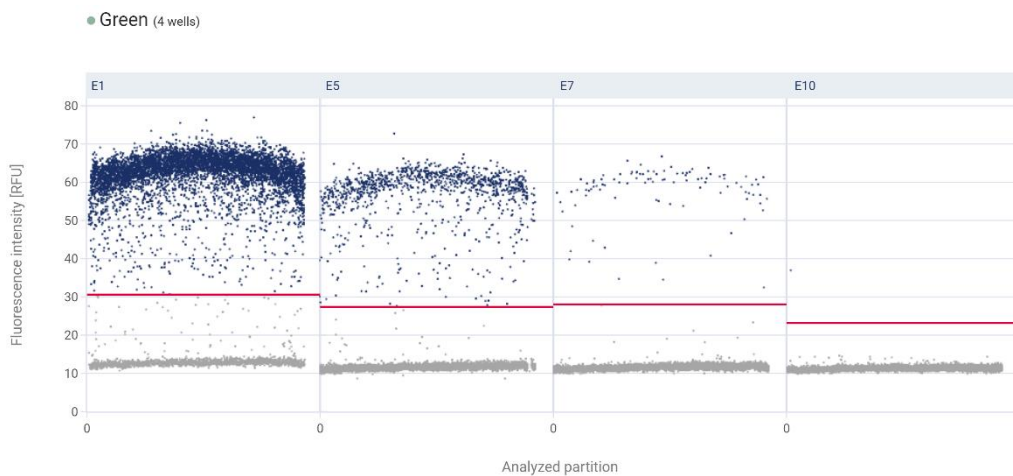 Green (4 wells)
E1 E5 E7 E10
Fluorescence intensity [RFU]
80
70
60
50
40
30
20
10
0
0 0 0 0
Analyzed partition